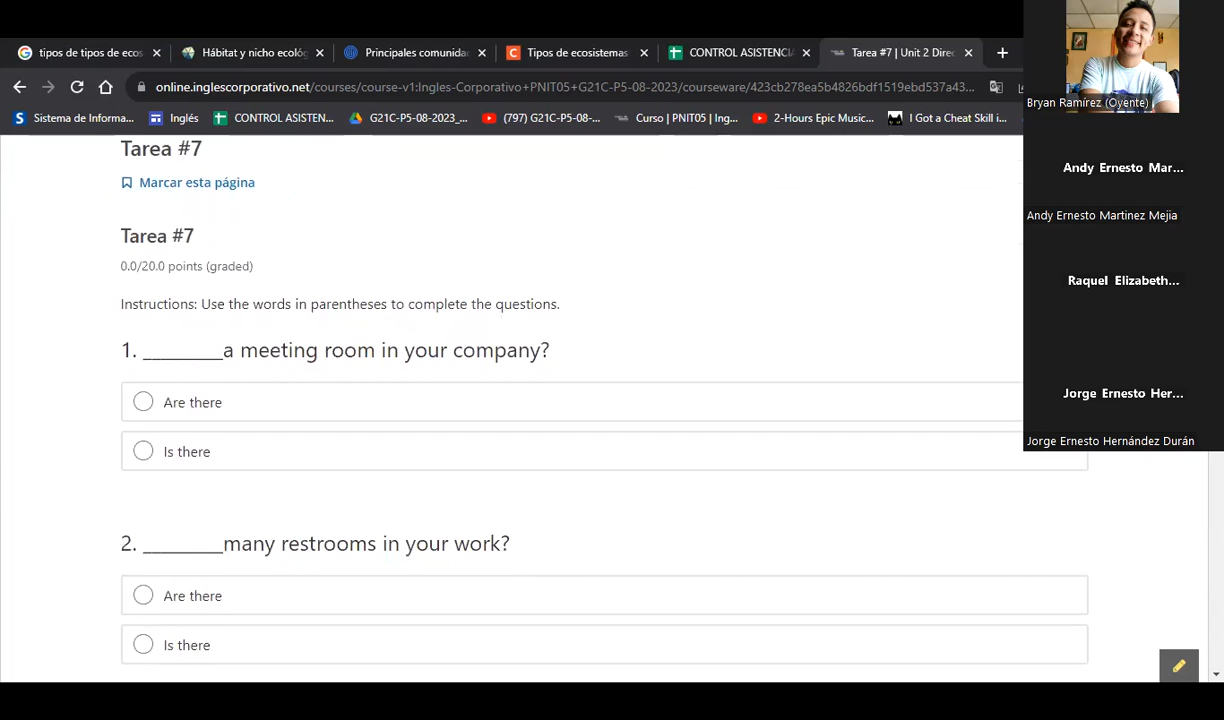 tipos de tipos de ecos
Hábitat y nicho ecológ
Principales comunida
Tipos de ecosistemas
CONTROL ASISTENCIA
Tarea #7 | Unit 2 Dire
online.inglescorporativo.net/courses/course-v1:Ingles-Corporativo+PNIT05+G21C-P5-08-2023/courseware/423cb278ea5b4826bdf1519ebd537a43...
Sistema de Informa...
Inglés
CONTROL ASISTEN...
G21C-P5-08-2023_...
(797) G21C-P5-08-...
Curso | PNIT05 | Ing...
2-Hours Epic Music...
I Got a Cheat Skill i...
Tarea #7
Marcar esta página
Tarea #7
0.0/20.0 points (graded)
Instructions: Use the words in parentheses to complete the questions.
1. ________a meeting room in your company?
Are there
Is there
2. ________many restrooms in your work?
Are there
Is there
Bryan Ramírez (Oyente)
Andy Ernesto Mar...
Andy Ernesto Martinez Mejia
Raquel Elizabeth...
Jorge Ernesto Her...
Jorge Ernesto Hernández Durán